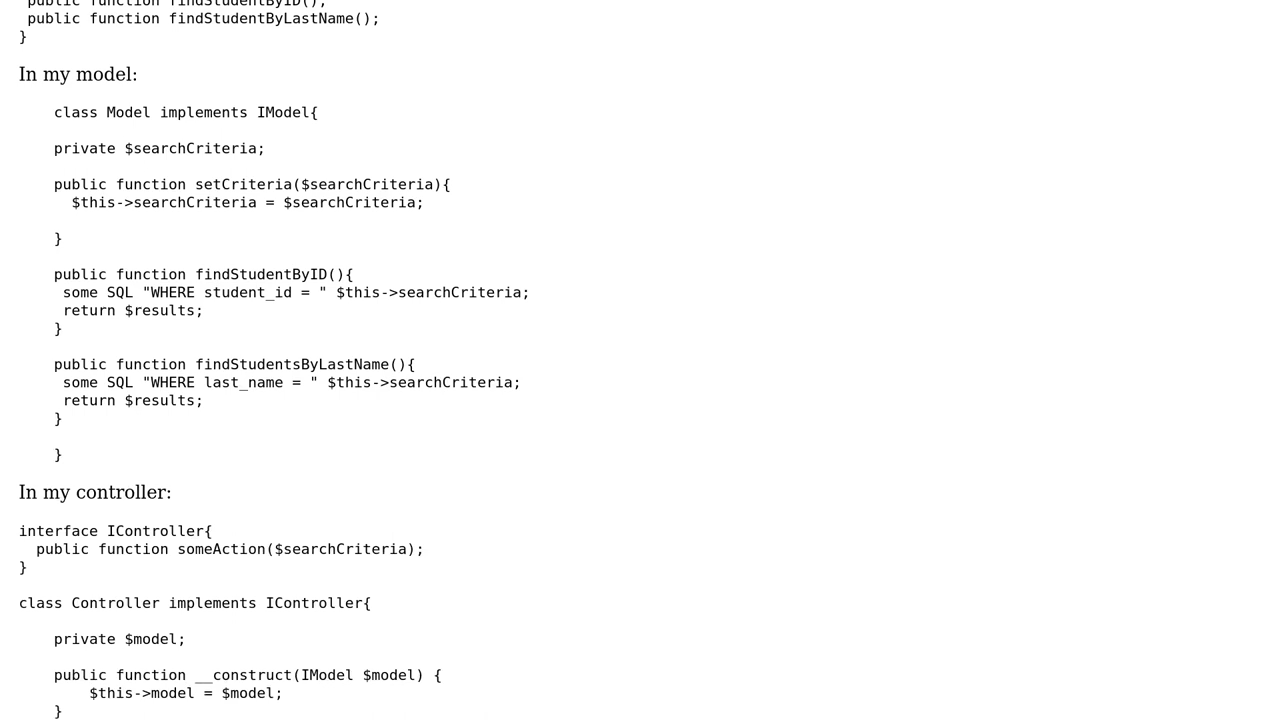 public function findStudentByID();
public function findStudentByLastName();
}
In my model:
class Model implements IModel{
private $searchCriteria;
public function setCriteria($searchCriteria){
$this->searchCriteria = $searchCriteria;
}
public function findStudentByID(){
some SQL "WHERE student_id = " $this->searchCriteria;
return $results;
}
public function findStudentsByLastName(){
some SQL "WHERE last_name = " $this->searchCriteria;
return $results;
}
}
In my controller:
interface IController{
public function someAction($searchCriteria);
}
class Controller implements IController{
private $model;
public function __construct(IModel $model) {
$this->model = $model;
}